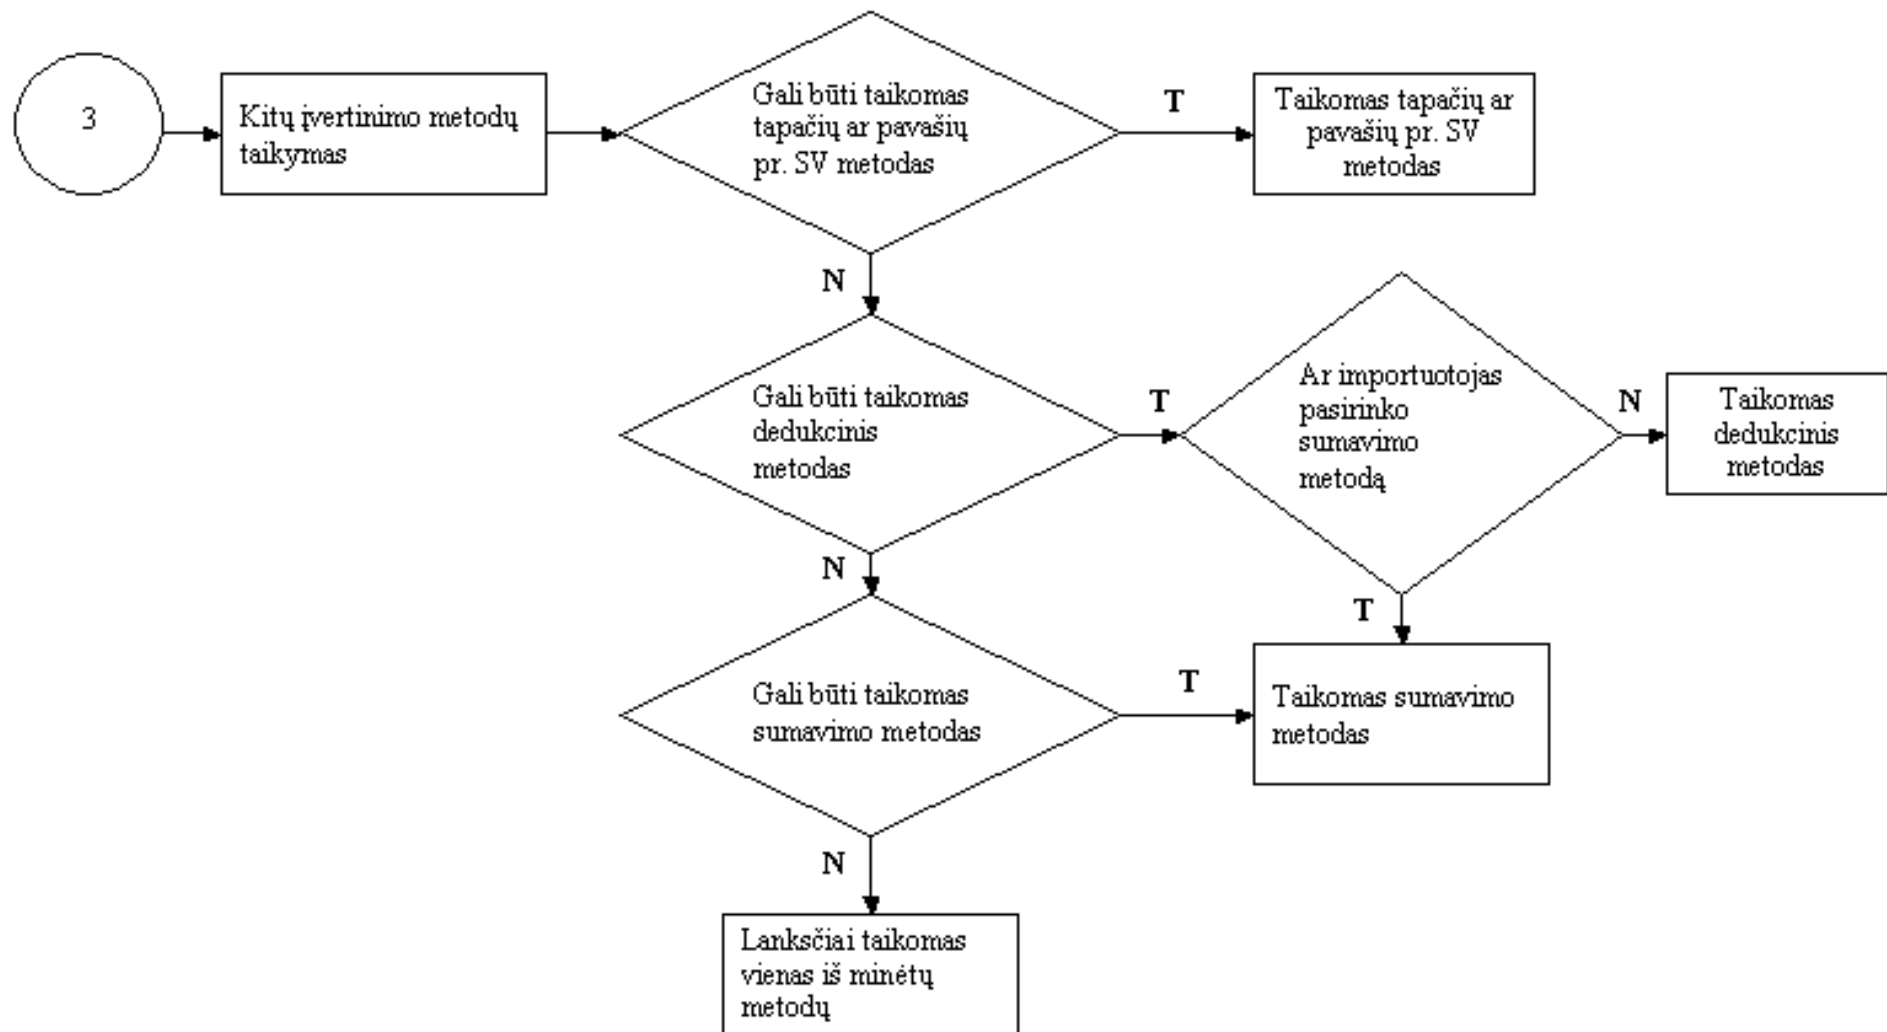 3
Kitų įvertinimo metodų
taikymas
Gali būti taikomas
tapačių ar pavašių
pr. SV metodas
T
Taikomas tapačių ar
pavašių pr. SV
metodas
N
Gali būti taikomas
dedukcinis
metodas
T
Ar importuotojas
pasirinko
sumavimo
metodą
N
Taikomas
dedukcinis
metodas
N
T
Gali būti taikomas
sumavimo metodas
T
Taikomas sumavimo
metodas
N
Lanksčiai taikomas
vienas iš minėtų
metodų